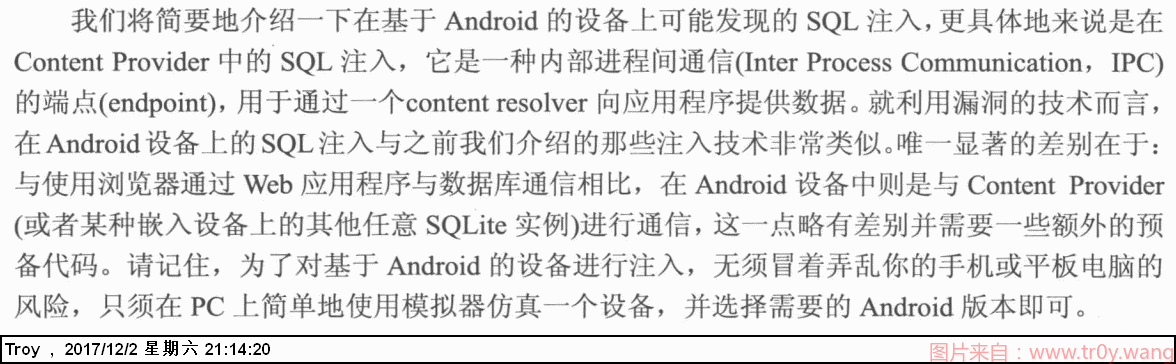 我们将简要地介绍一下在基于 Android 的设备上可能发现的 SQL 注入，更具体地来说是在
Content Provider 中的 SQL 注入，它是一种内部进程间通信(Inter Process Communication，IPC)
的端点(endpoint)，用于通过一个content resolver 向应用程序提供数据。就利用漏洞的技术而言，
在 Android 设备上的 SQL 注入与之前我们介绍的那些注入技术非常类似。唯一显著的差别在于：
与使用浏览器通过 Web 应用程序与数据库通信相比，在 Android 设备中则是与 Content Provider
(或者某种嵌入设备上的其他任意 SQLite 实例)进行通信，这一点略有差别并需要一些额外的预
备代码。请记住，为了对基于 Android 的设备进行注入，无须冒着弄乱你的手机或平板电脑的
风险，只须在 PC 上简单地使用模拟器仿真一个设备，并选择需要的 Android 版本即可。
Troy , 2017/12/2 星期六 21:14:20
图片来自：www.tr0y.wang